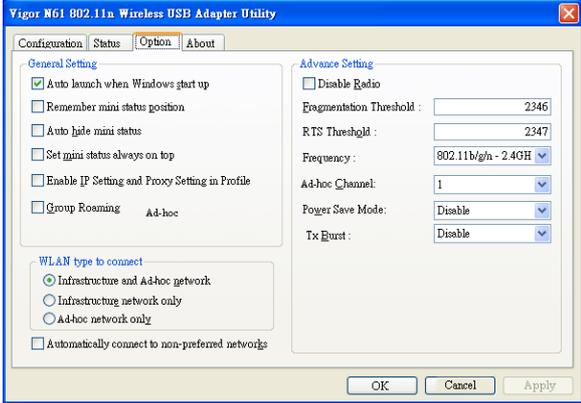 Vigor N61 802.11n Wireless USB Adapter Utility
Configuration Status Option About
General Setting
Auto launch when Windows start up
Remember mini status position
Auto hide mini status
Set mini status always on top
Enable IP Setting and Proxy Setting in Profile
Group Roaming Ad-hoc
WLAN type to connect
Infrastructure and Ad-hoc network
Infrastructure network only
Ad-hoc network only
Automatically connect to non-preferred networks
Advance Setting
Disable Radio
Fragmentation Threshold : 2346
RTS Threshold : 2347
Frequency : 802.11b/g/n - 2.4GH
Ad-hoc Channel: 1
Power Save Mode: Disable
Tx Burst : Disable
OK Cancel Apply